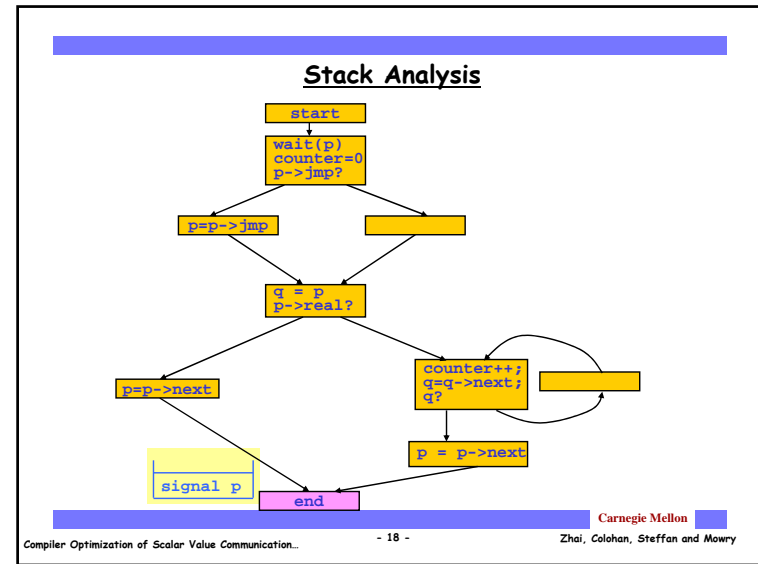 Stack Analysis
start
wait(p)
counter=0
p->jmp?
p=p->jmp
q = p
p->real?
counter++;
q=q->next;
q?
p=p->next
p = p->next
signal p
end
Carnegie Mellon
Compiler Optimization of Scalar Value Communication…
- 18 -
Zhai, Colohan, Steffan and Mowry